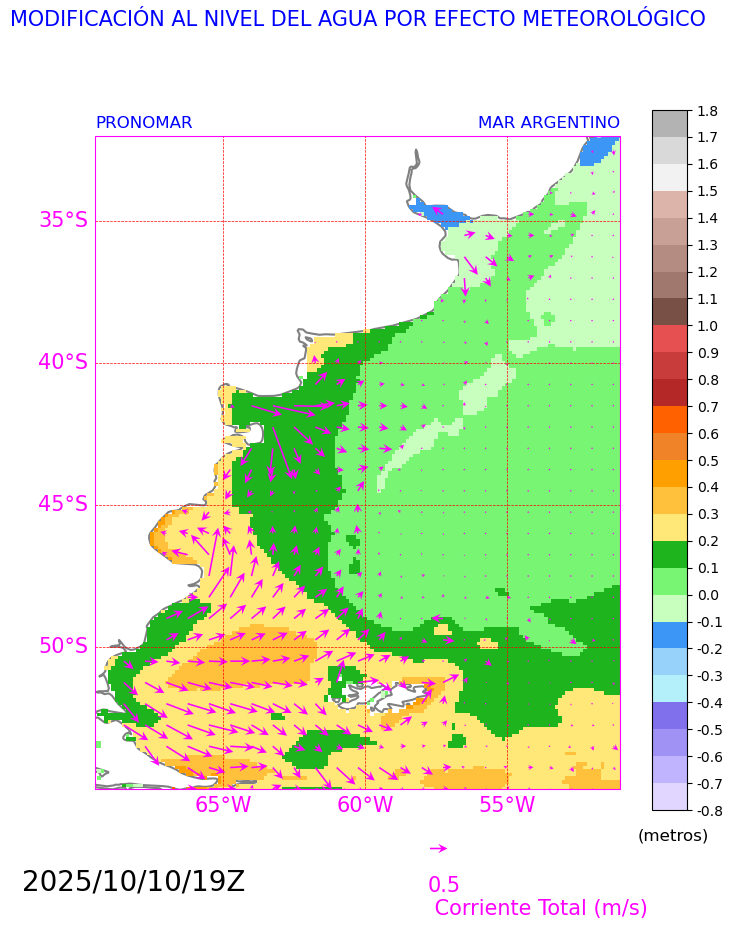 MODIFICACIÓN AL NIVEL DEL AGUA POR EFECTO METEOROLÓGICO
PRONOMAR MAR ARGENTINO
35°S
40°S
45°S
50°S
65°W 60°W 55°W
1.8
1.7
1.6
1.5
1.4
1.3
1.2
1.1
1.0
0.9
0.8
0.7
0.6
0.5
0.4
0.3
0.2
0.1
0.0
-0.1
-0.2
-0.3
-0.4
-0.5
-0.6
-0.7
-0.8
(metros)
2025/10/10/19Z
0.5
Corriente Total (m/s)